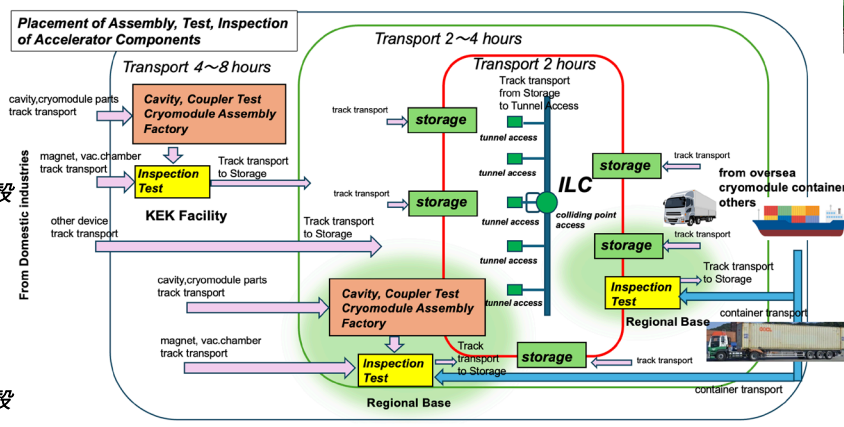 Placement of Assembly, Test, Inspection
of Accelerator Components
Transport 2～4 hours
Transport 4～8 hours
Transport 2 hours
Track transport
from Storage
to Tunnel Access
cavity,cryomodule parts
track transport
Cavity, Coupler Test
Cryomodule Assembly
Factory
track transport
storage
tunnel access
magnet, vac.chamber
track transport
Inspection
Test
Track transport
to Storage
KEK Facility
tunnel access
storage
track transport
ILC
from oversea
cryomodule container
others
設
track transport
storage
tunnel access
colliding point
access
other device
track transport
Track transport
to Storage
storage
track transport
tunnel access
From Domestic industries
Track transport
to Storage
Inspection
Test
Regional Base
container transport
cavity,cryomodule parts
track transport
Cavity, Coupler Test
Cryomodule Assembly
Factory
tunnel access
magnet, vac.chamber
track transport
Inspection
Test
Track
transport
to Storage
storage
track transport
container transport
Regional Base
設